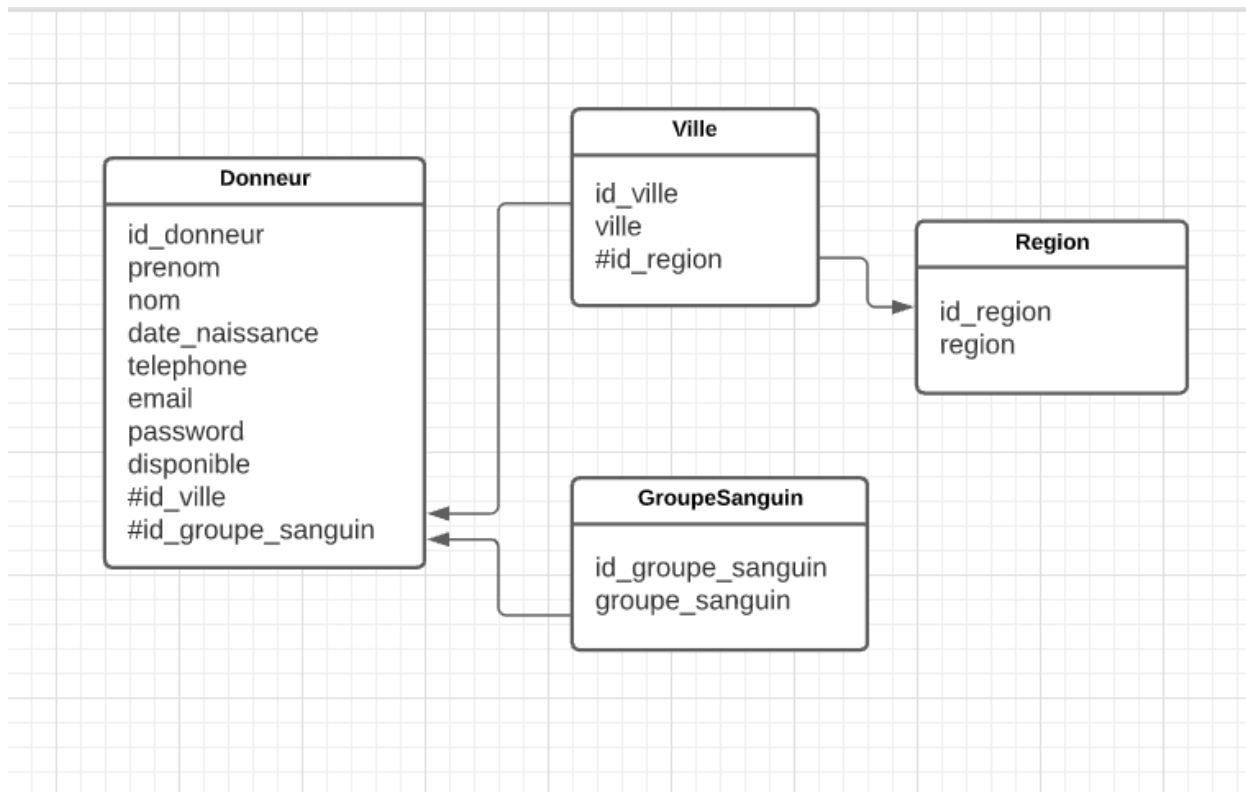 Donneur
id_donneur
prenom
nom
date_naissance
telephone
email
password
disponible
#id_ville
#id_groupe_sanguin
Ville
id_ville
ville
#id_region
Region
id_region
region
GroupeSanguin
id_groupe_sanguin
groupe_sanguin